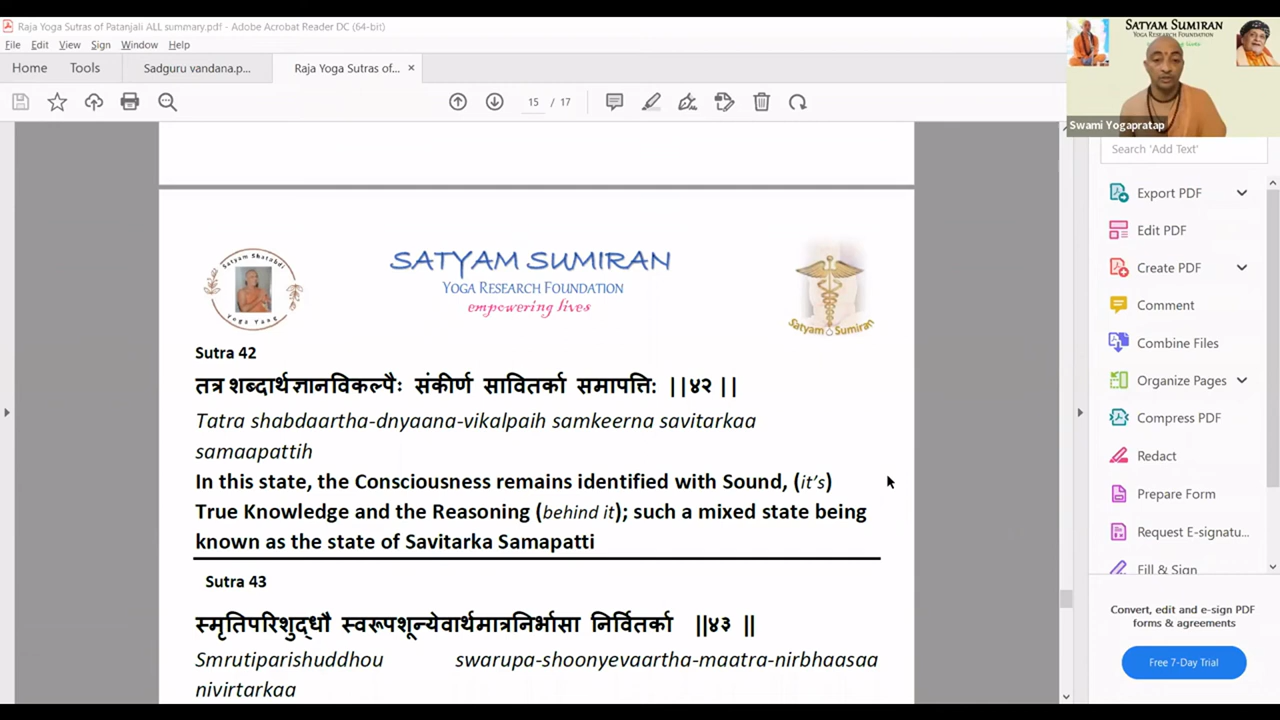 Raja Yoga Sutras of Patanjali ALL summary.pdf - Adobe Acrobat Reader DC (64-bit)
File Edit View Sign Window Help
Home Tools Sadguru vandana.p... Raja Yoga Sutras of... ×
15 / 17
SATYAM SUMIRAN
YOGA RESEARCH FOUNDATION
Swami Yogapratap
Search 'Add Text'
Export PDF
Edit PDF
Create PDF
Comment
Combine Files
Organize Pages
Compress PDF
Redact
Prepare Form
Request E-signatu...
Fill & Sign
Convert, edit and e-sign PDF
forms & agreements
Free 7-Day Trial
Satyam Shatabdi
Yoga Yang
SATYAM SUMIRAN
YOGA RESEARCH FOUNDATION
empowering lives
Satyam Sumiran
Sutra 42
तत्र शब्दार्थज्ञानविकल्पैः संकीर्ण सावितर्का समापत्तिः ||४२ ||
Tatra shabdaartha-dnyaana-vikalpaih samkeerna savitarkaa
samaapattih
In this state, the Consciousness remains identified with Sound, (it's)
True Knowledge and the Reasoning (behind it); such a mixed state being
known as the state of Savitarka Samapatti
Sutra 43
स्मृतिपरिशुद्धौ स्वरूपशून्येवार्थमात्रनिर्भासा निर्वितर्का ||४३ ||
Smrutiparishuddhou swarupa-shoonyevaartha-maatra-nirbhaasaa
nivirtarkaa